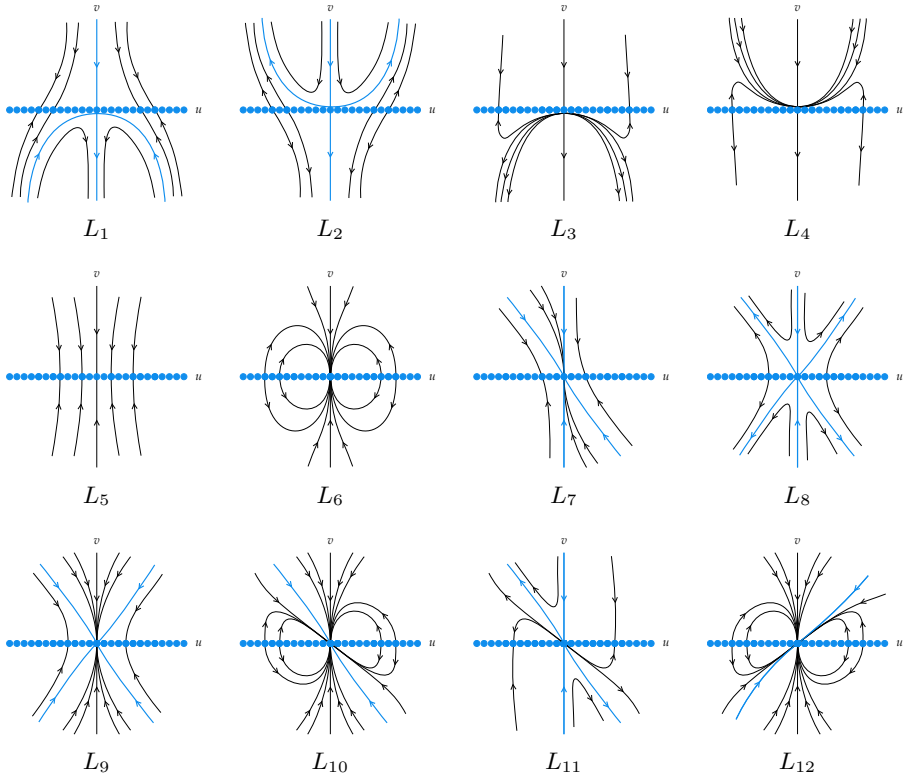 v v v v
u u u u
L₁ L₂ L₃ L₄
v v v v
u u u u
L₅ L₆ L₇ L₈
v v v v
u u u u
L₉ L₁₀ L₁₁ L₁₂